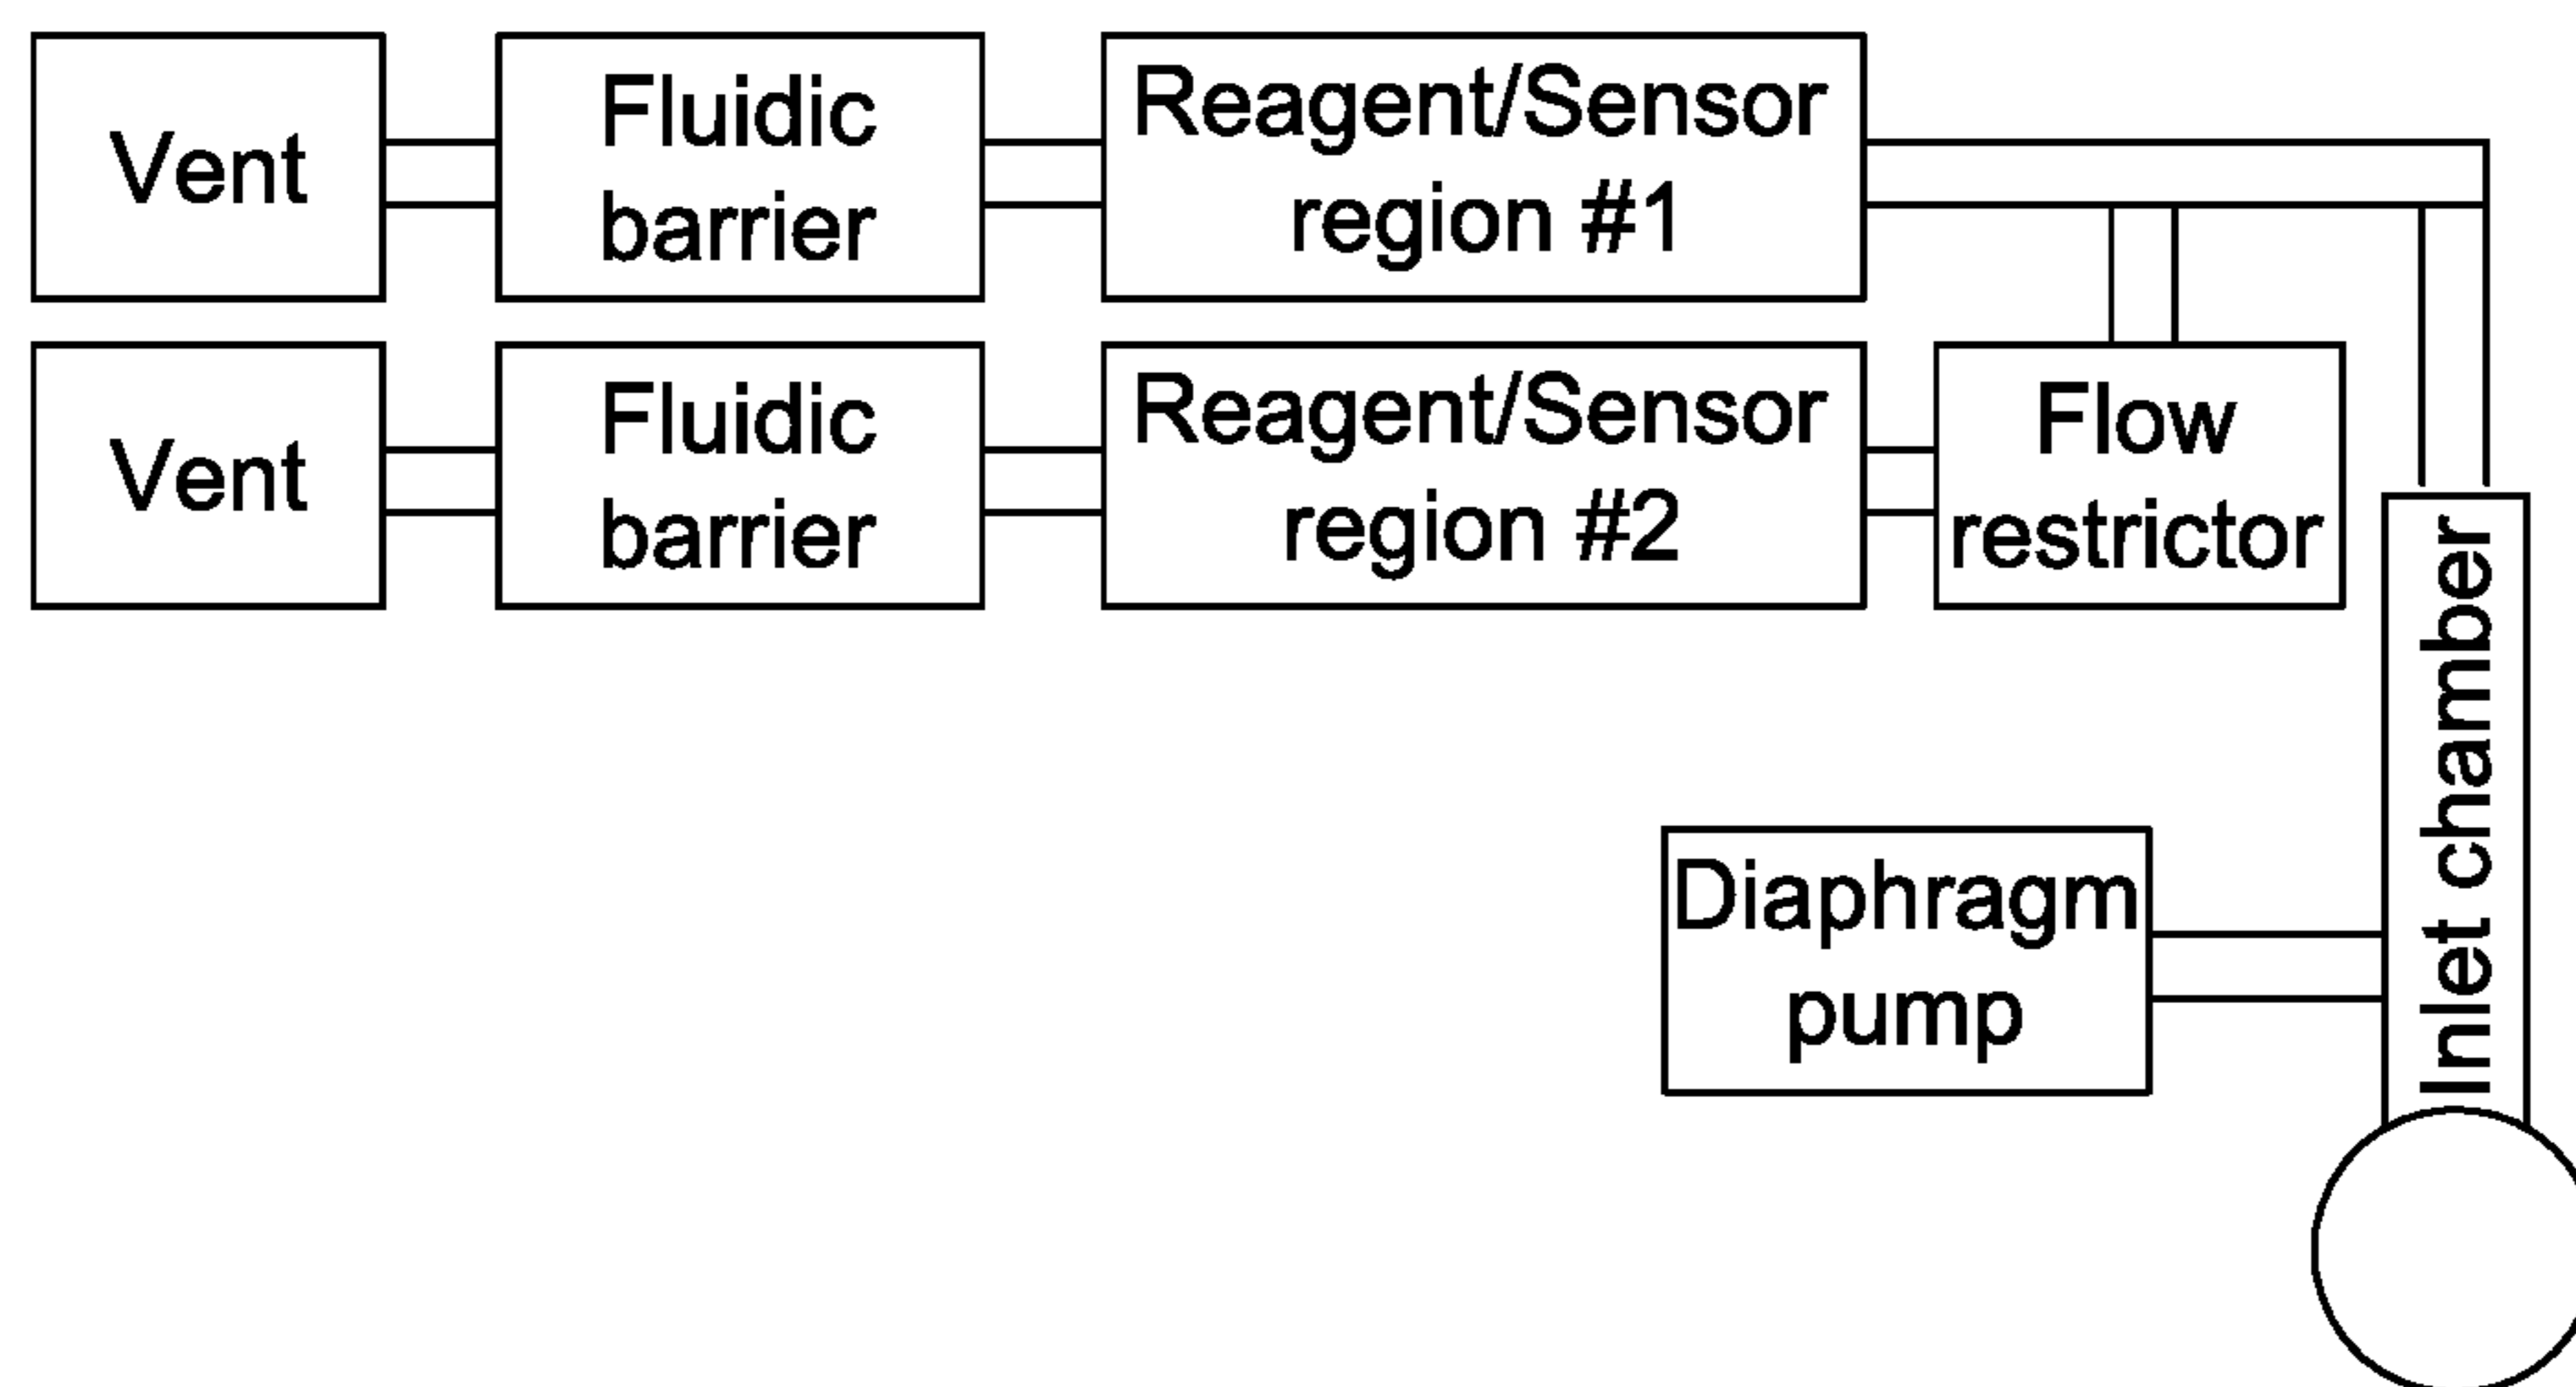 Vent
Fluidic
barrier
Reagent/Sensor
region #1
Vent
Fluidic
barrier
Reagent/Sensor
region #2
Flow
restrictor
Inlet chamber
Diaphragm
pump